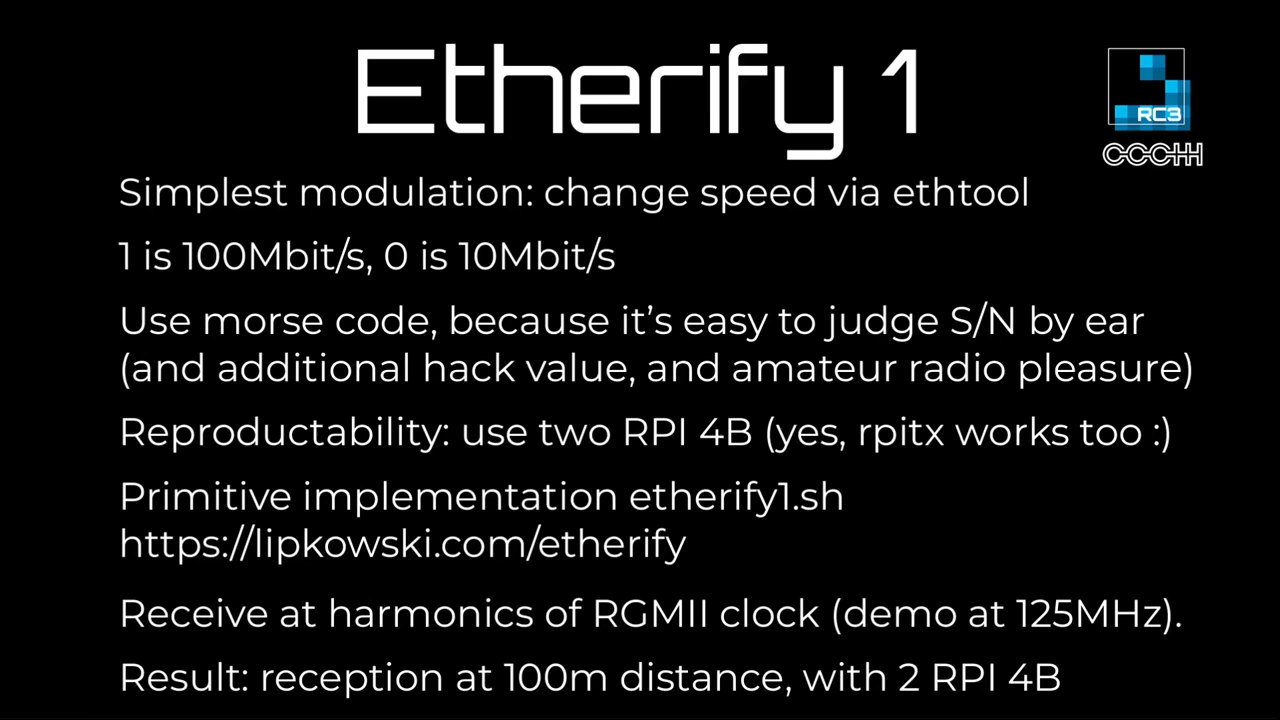 Etherify 1
RC3
CCCHH
Simplest modulation: change speed via ethtool
1 is 100Mbit/s, 0 is 10Mbit/s
Use morse code, because it’s easy to judge S/N by ear
(and additional hack value, and amateur radio pleasure)
Reproductability: use two RPI 4B (yes, rpitx works too :)
Primitive implementation etherify1.sh
https://lipkowski.com/etherify
Receive at harmonics of RGMII clock (demo at 125MHz).
Result: reception at 100m distance, with 2 RPI 4B